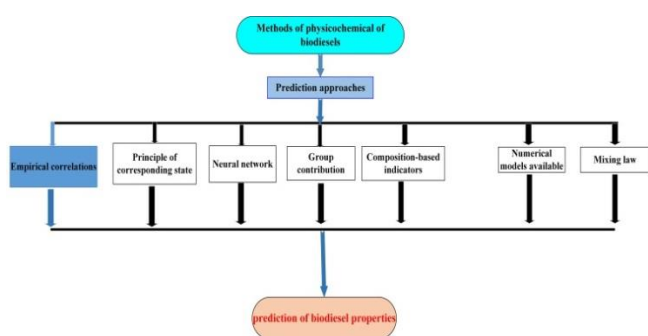 Methods of physicochemical of
biodiesels
Prediction approaches
Empirical correlations
Principle of
corresponding state
Neural network
Group
contribution
Composition-based
indicators
Numerical
models available
Mixing law
prediction of biodiesel properties